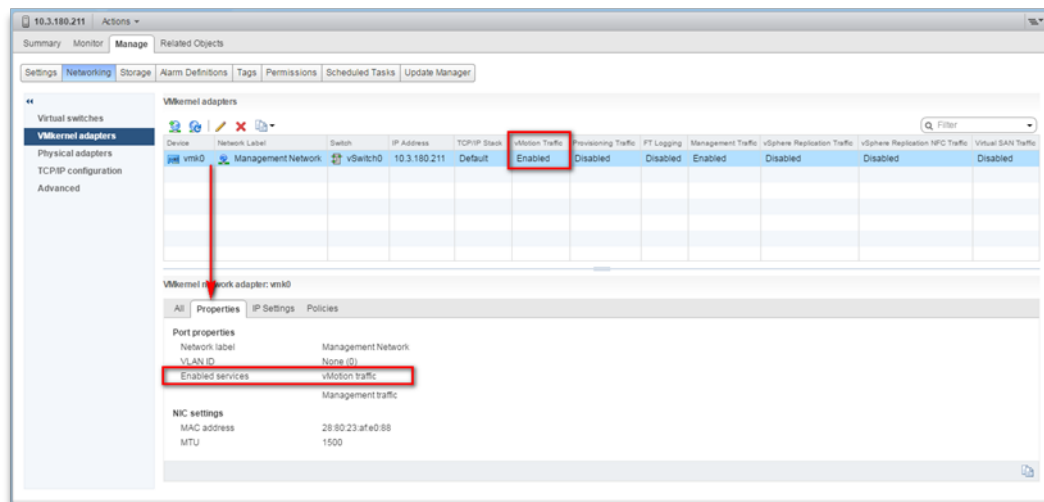 10.3.180.211 Actions
Summary Monitor Manage Related Objects
Settings Networking Storage Alarm Definitions Tags Permissions Scheduled Tasks Update Manager
Virtual switches
VMkernel adapters
Physical adapters
TCP/IP configuration
Advanced
VMkernel adapters
Filter
Device Network Label Switch IP Address TCP/IP Stack vMotion Traffic Provisioning Traffic FT Logging Management Traffic vSphere Replication Traffic vSphere Replication NFC Traffic Virtual SAN Traffic
vmk0 Management Network vSwitch0 10.3.180.211 Default Enabled Disabled Disabled Enabled Disabled Disabled Disabled
VMkernel network adapter: vmk0
All Properties IP Settings Policies
Port properties
Network label Management Network
VLAN ID None (0)
Enabled services vMotion traffic
Management traffic
NIC settings
MAC address 28:80:23:af:e0:88
MTU 1500